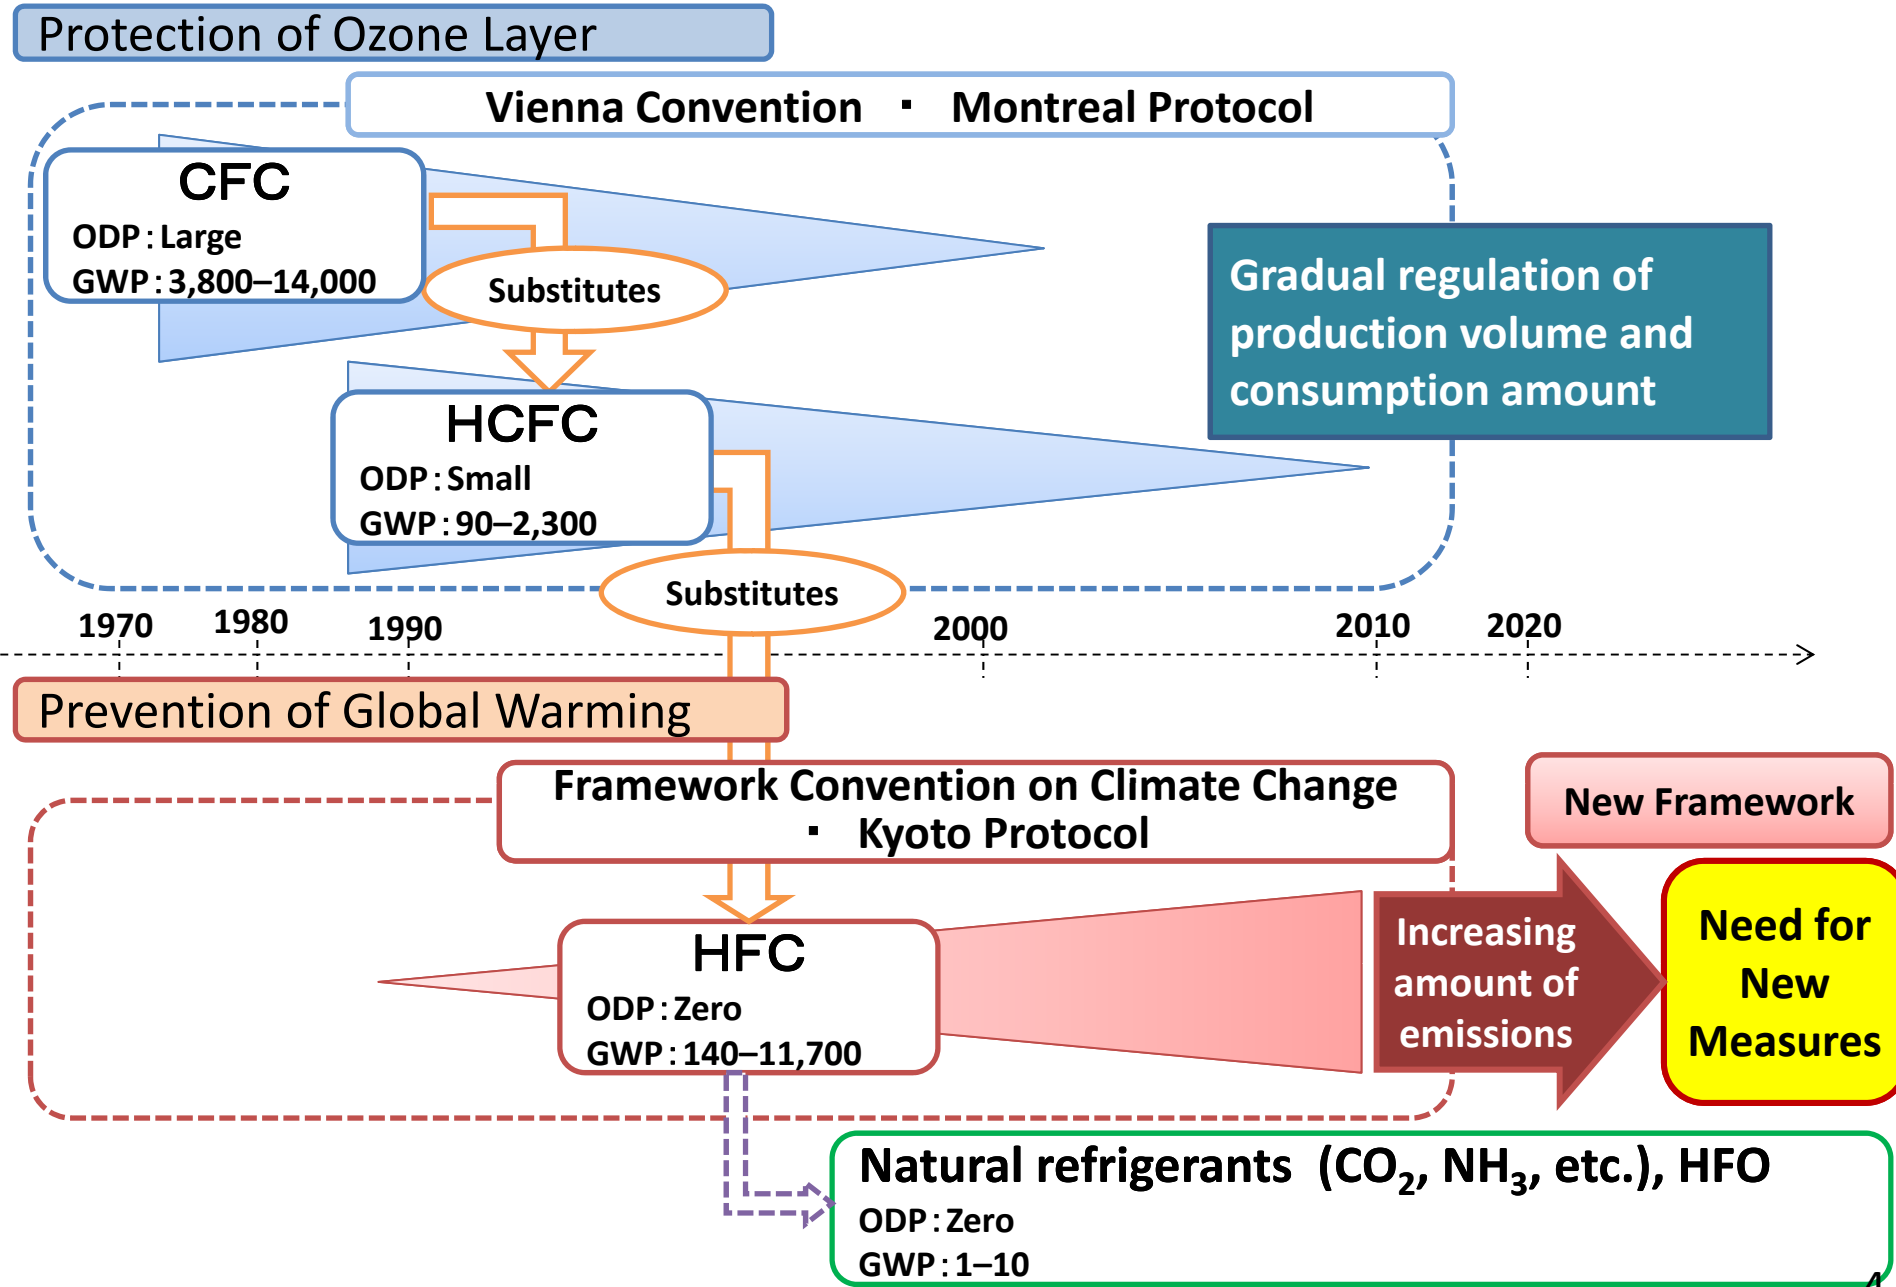 Protection of Ozone Layer
Vienna Convention ・ Montreal Protocol
CFC
ODP:Large
GWP:3,800–14,000
Substitutes
Gradual regulation of
production volume and
consumption amount
HCFC
ODP:Small
GWP:90–2,300
Substitutes
1970 1980 1990 2000 2010 2020
Prevention of Global Warming
Framework Convention on Climate Change
・ Kyoto Protocol
New Framework
HFC
ODP:Zero
GWP:140–11,700
Increasing
amount of
emissions
Need for
New
Measures
Natural refrigerants (CO₂, NH₃, etc.), HFO
ODP:Zero
GWP:1–10